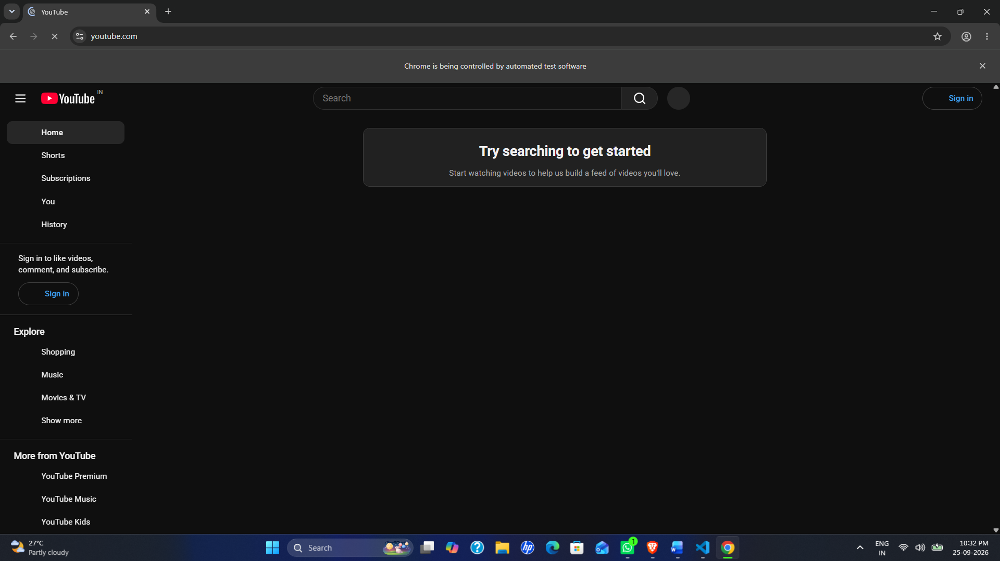 YouTube
youtube.com
Chrome is being controlled by automated test software
YouTube IN
Search
Sign in
Home
Shorts
Subscriptions
You
History
Sign in to like videos,
comment, and subscribe.
Sign in
Explore
Shopping
Music
Movies & TV
Show more
More from YouTube
YouTube Premium
YouTube Music
YouTube Kids
Try searching to get started
Start watching videos to help us build a feed of videos you'll love.
27°C
Partly cloudy
Search
hp
1
W
ENG
IN
10:32 PM
25-09-2026